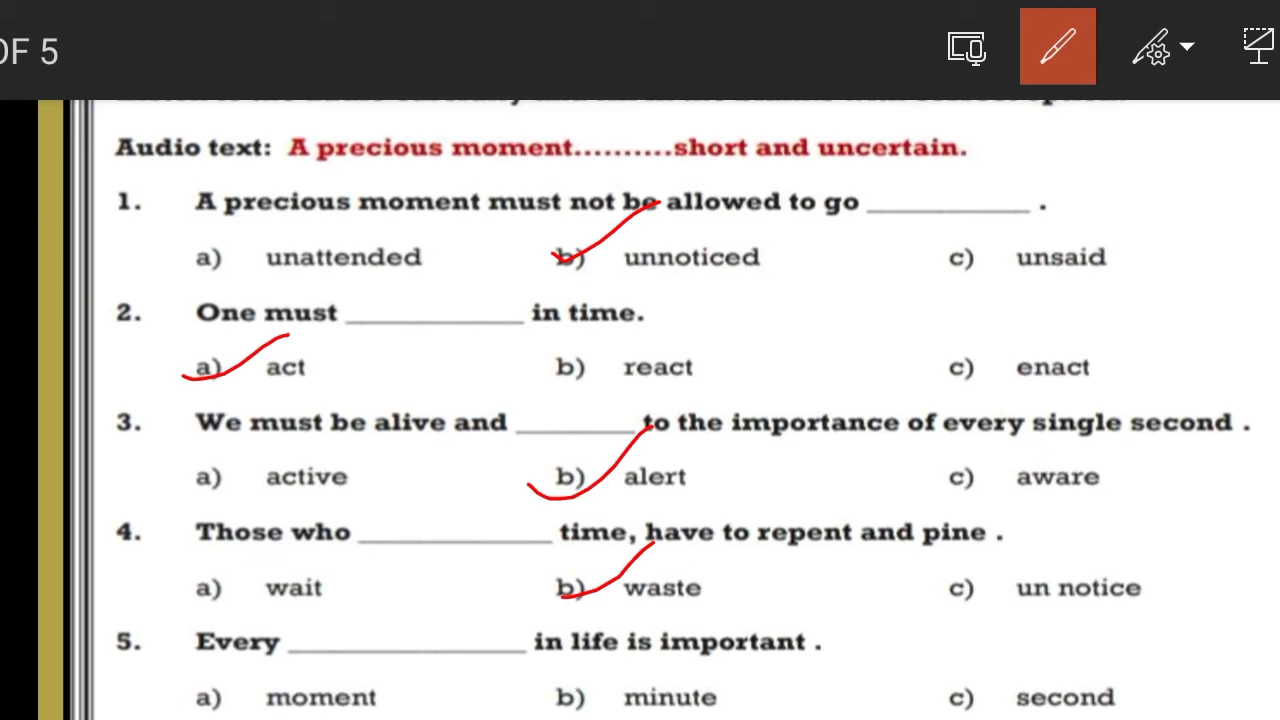 OF 5
Audio text: A precious moment..........short and uncertain.
1. A precious moment must not be allowed to go ____________ .
a) unattended b) unnoticed c) unsaid
2. One must _____________ in time.
a) act b) react c) enact
3. We must be alive and _________ to the importance of every single second .
a) active b) alert c) aware
4. Those who ______________ time, have to repent and pine .
a) wait b) waste c) un notice
5. Every _________________ in life is important .
a) moment b) minute c) second